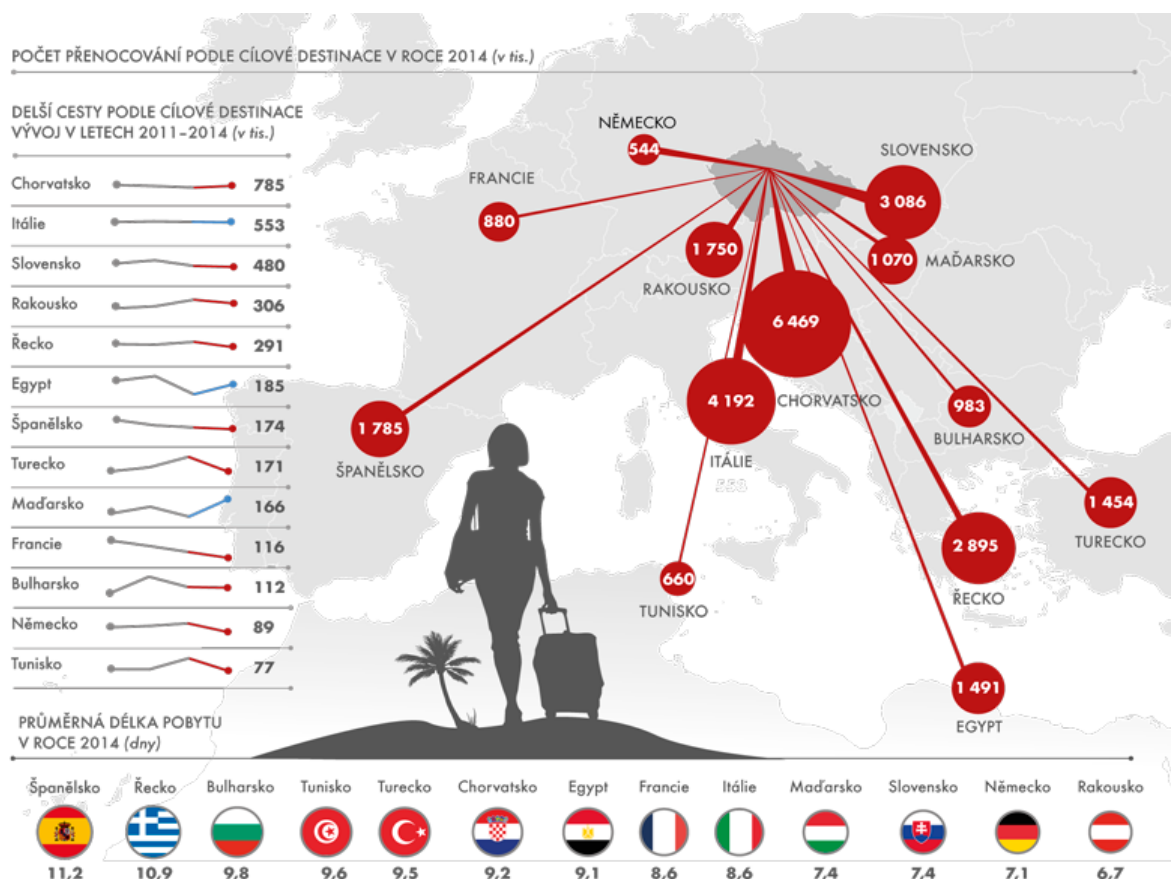 POČET PŘENOCOVÁNÍ PODLE CÍLOVÉ DESTINACE V ROCE 2014 (v tis.)
DELŠÍ CESTY PODLE CÍLOVÉ DESTINACE
VÝVOJ V LETECH 2011–2014 (v tis.)
Chorvatsko 785
Itálie 553
Slovensko 480
Rakousko 306
Řecko 291
Egypt 185
Španělsko 174
Turecko 171
Maďarsko 166
Francie 116
Bulharsko 112
Německo 89
Tunisko 77
NĚMECKO
544
FRANCIE
880
SLOVENSKO
3 086
1 750
RAKOUSKO
1 070 MAĎARSKO
6 469
CHORVATSKO
4 192
ITÁLIE
553
983
BULHARSKO
1 785
ŠPANĚLSKO
1 454
TURECKO
2 895
ŘECKO
660
TUNISKO
1 491
EGYPT
PRŮMĚRNÁ DÉLKA POBYTU
V ROCE 2014 (dny)
Španělsko Řecko Bulharsko Tunisko Turecko Chorvatsko Egypt Francie Itálie Maďarsko Slovensko Německo Rakousko
11,2 10,9 9,8 9,6 9,5 9,2 9,1 8,6 8,6 7,4 7,4 7,1 6,7